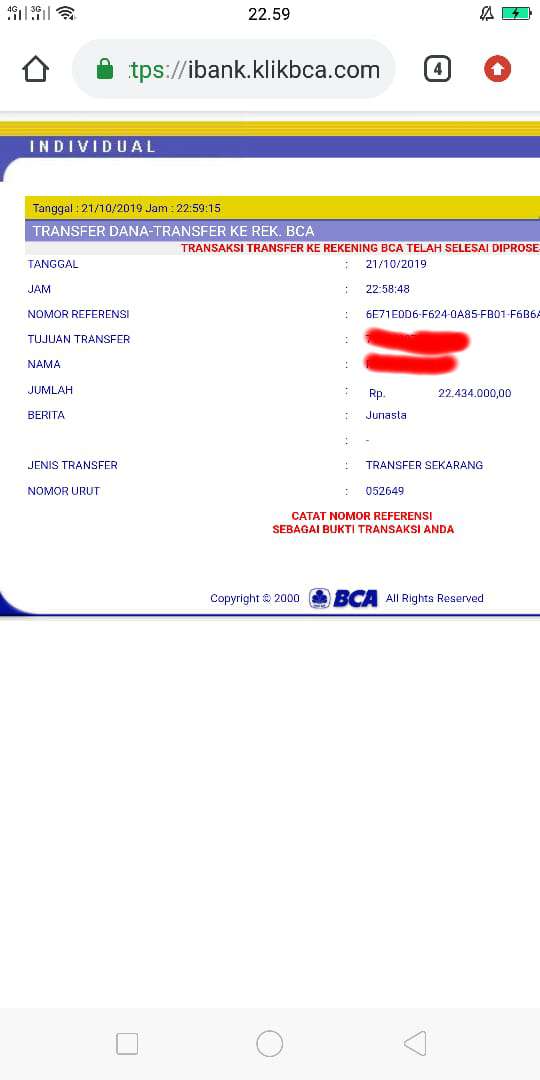 4G 3G 22.59
tps://ibank.klikbca.com 4
INDIVIDUAL
Tanggal : 21/10/2019 Jam : 22:59:15
TRANSFER DANA-TRANSFER KE REK. BCA
TRANSAKSI TRANSFER KE REKENING BCA TELAH SELESAI DIPROSE
TANGGAL : 21/10/2019
JAM : 22:58:48
NOMOR REFERENSI : 6E71E0D6-F624-0A85-FB01-F6B6A
TUJUAN TRANSFER :
NAMA :
JUMLAH : Rp. 22.434.000,00
BERITA : Junasta
: -
JENIS TRANSFER : TRANSFER SEKARANG
NOMOR URUT : 052649
CATAT NOMOR REFERENSI
SEBAGAI BUKTI TRANSAKSI ANDA
Copyright © 2000 BCA All Rights Reserved